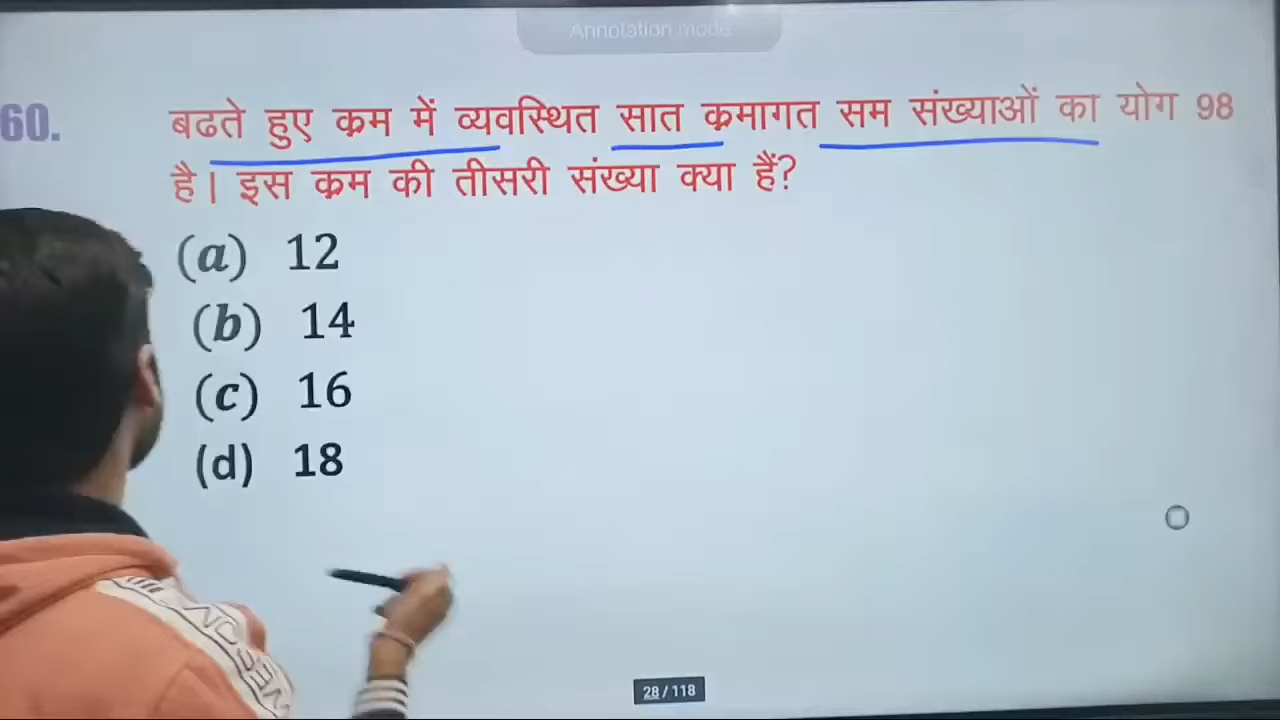 Annotation mode
60. बढते हुए क्रम में व्यवस्थित सात क्रमागत सम संख्याओं का योग 98
है। इस क्रम की तीसरी संख्या क्या हैं?
(a) 12
(b) 14
(c) 16
(d) 18
28 / 118